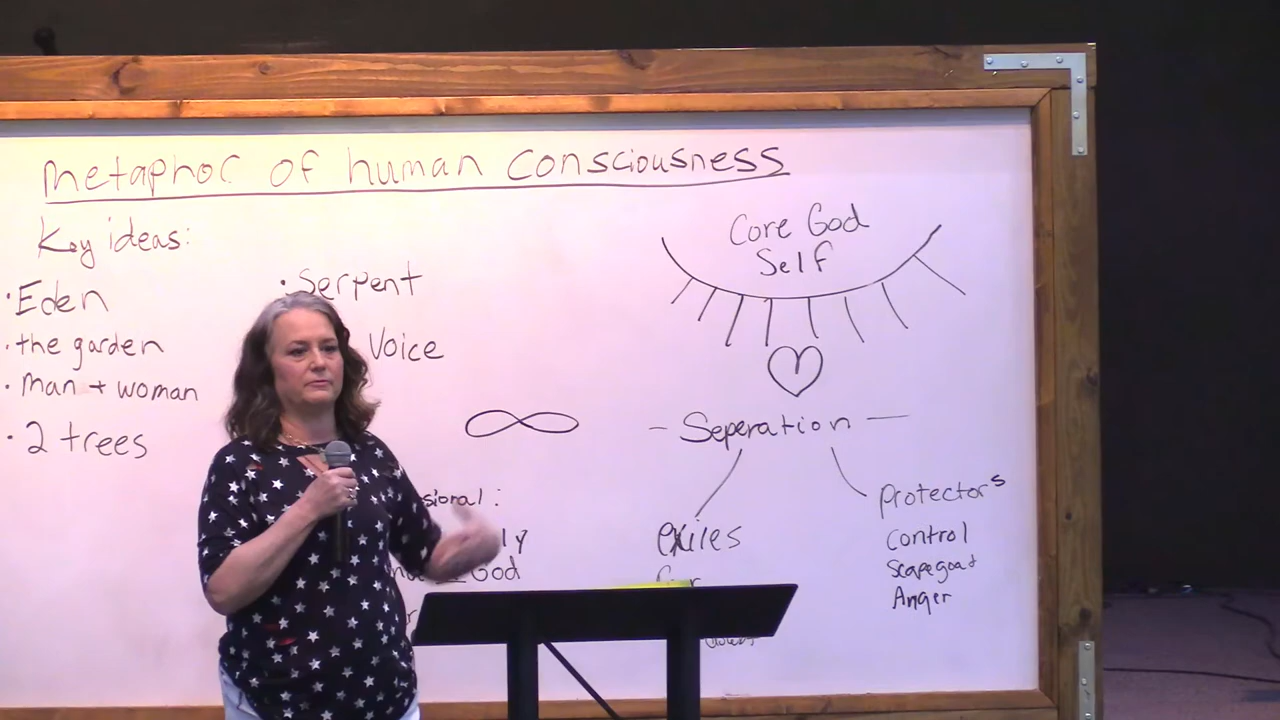 metaphor of human consciousness
Key ideas:
• Eden
• the garden
• man + woman
• 2 trees
• Serpent
Voice
Core God
Self
- Seperation -
exiles
Protectors
Control
Scapegoat
Anger
God